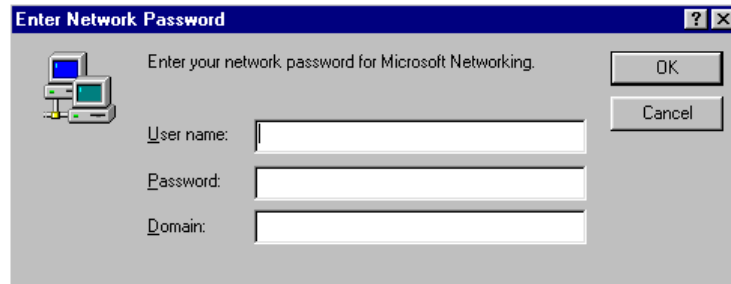 Enter Network Password
Enter your network password for Microsoft Networking.
OK
Cancel
User name:
Password:
Domain: